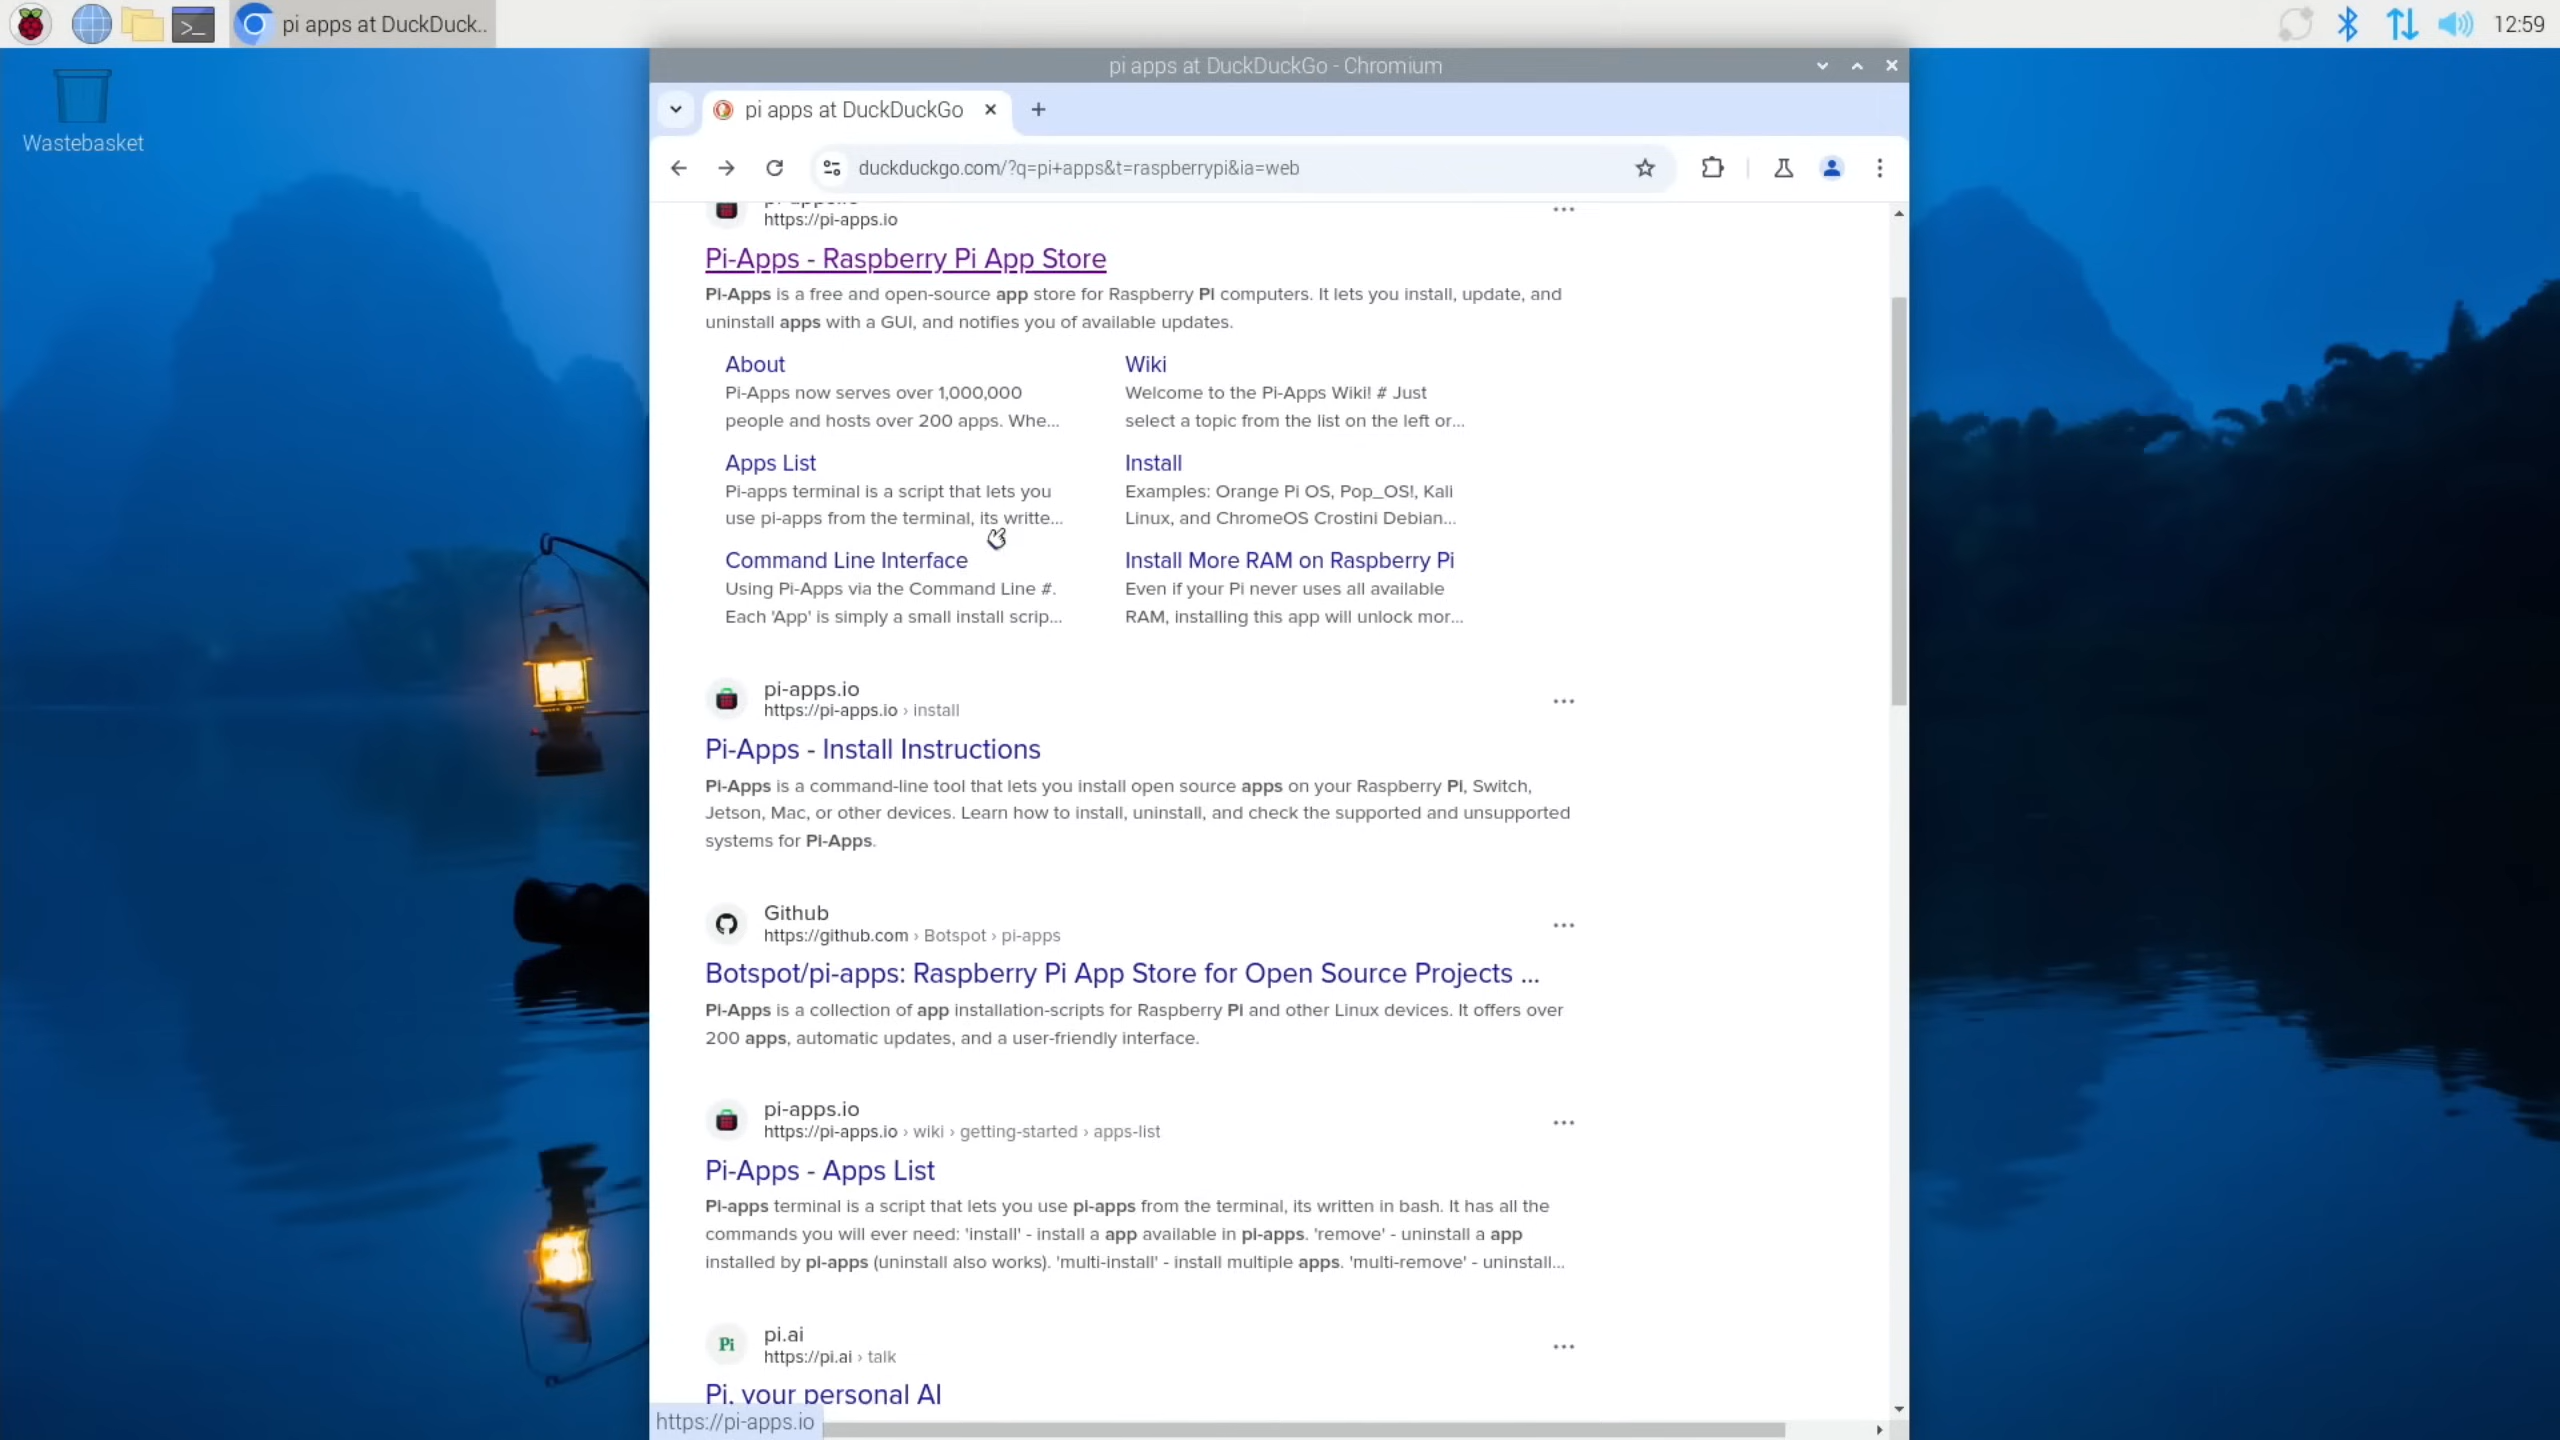 pi apps at DuckDuck..
12:59
Wastebasket
pi apps at DuckDuckGo - Chromium
pi apps at DuckDuckGo
duckduckgo.com/?q=pi+apps&t=raspberrypi&ia=web
pi-apps.io
https://pi-apps.io
Pi-Apps - Raspberry Pi App Store
Pi-Apps is a free and open-source app store for Raspberry Pi computers. It lets you install, update, and
uninstall apps with a GUI, and notifies you of available updates.
About
Pi-Apps now serves over 1,000,000
people and hosts over 200 apps. Whe...
Wiki
Welcome to the Pi-Apps Wiki! # Just
select a topic from the list on the left or...
Apps List
Pi-apps terminal is a script that lets you
use pi-apps from the terminal, its writte...
Install
Examples: Orange Pi OS, Pop_OS!, Kali
Linux, and ChromeOS Crostini Debian...
Command Line Interface
Using Pi-Apps via the Command Line #.
Each 'App' is simply a small install scrip...
Install More RAM on Raspberry Pi
Even if your Pi never uses all available
RAM, installing this app will unlock mor...
pi-apps.io
https://pi-apps.io › install
Pi-Apps - Install Instructions
Pi-Apps is a command-line tool that lets you install open source apps on your Raspberry Pi, Switch,
Jetson, Mac, or other devices. Learn how to install, uninstall, and check the supported and unsupported
systems for Pi-Apps.
Github
https://github.com › Botspot › pi-apps
Botspot/pi-apps: Raspberry Pi App Store for Open Source Projects ...
Pi-Apps is a collection of app installation-scripts for Raspberry Pi and other Linux devices. It offers over
200 apps, automatic updates, and a user-friendly interface.
pi-apps.io
https://pi-apps.io › wiki › getting-started › apps-list
Pi-Apps - Apps List
Pi-apps terminal is a script that lets you use pi-apps from the terminal, its written in bash. It has all the
commands you will ever need: 'install' - install a app available in pi-apps. 'remove' - uninstall a app
installed by pi-apps (uninstall also works). 'multi-install' - install multiple apps. 'multi-remove' - uninstall...
Pi
pi.ai
https://pi.ai › talk
Pi, your personal AI
https://pi-apps.io